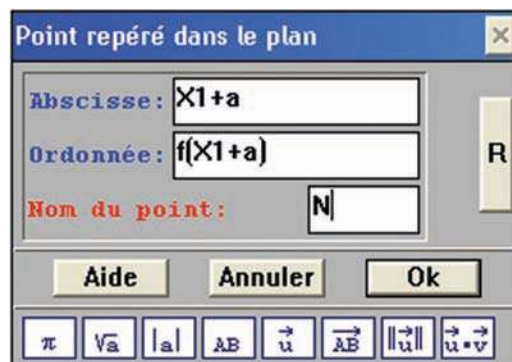 Point repéré dans le plan
Abscisse: X1+a
Ordonnée: f(X1+a)
R
Nom du point: N
Aide Annuler Ok
π √a |a| AB u⃗ A͞B⃗ ‖u⃗‖ u⃗•v⃗